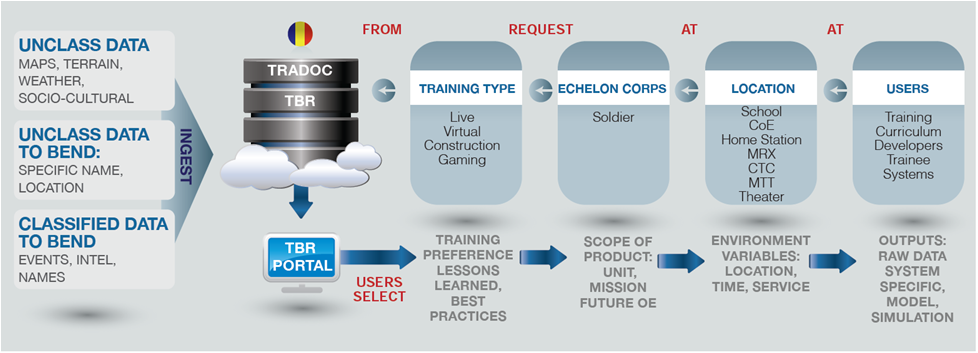 UNCLASS DATA
MAPS, TERRAIN,
WEATHER,
SOCIO-CULTURAL
UNCLASS DATA
TO BEND:
SPECIFIC NAME,
LOCATION
CLASSIFIED DATA
TO BEND
EVENTS, INTEL,
NAMES
INGEST
TRADOC
TBR
TBR
PORTAL
USERS
SELECT
FROM
REQUEST
AT
AT
TRAINING TYPE
Live
Virtual
Construction
Gaming
ECHELON CORPS
Soldier
LOCATION
School
CoE
Home Station
MRX
CTC
MTT
Theater
USERS
Training
Curriculum
Developers
Trainee
Systems
TRAINING
PREFERENCE
LESSONS
LEARNED,
BEST
PRACTICES
SCOPE OF
PRODUCT:
UNIT,
MISSION
FUTURE OE
ENVIRONMENT
VARIABLES:
LOCATION,
TIME, SERVICE
OUTPUTS:
RAW DATA
SYSTEM
SPECIFIC,
MODEL,
SIMULATION